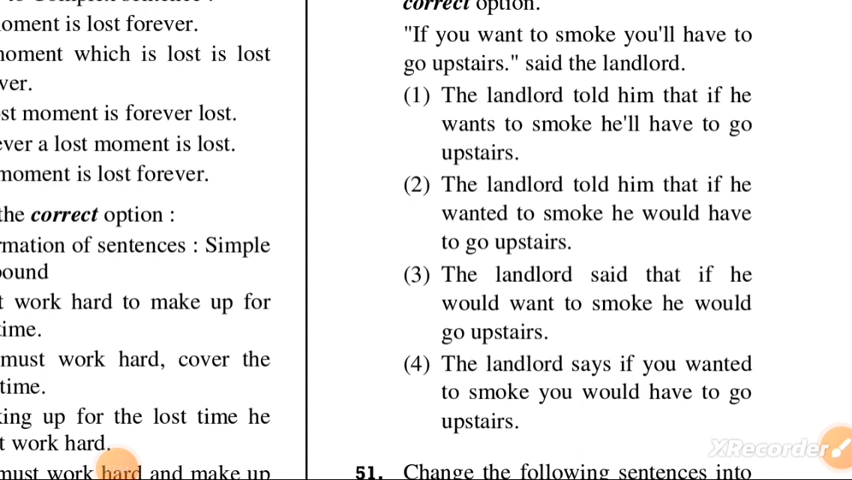 oment is lost forever.
moment which is lost is lost
ver.
st moment is forever lost.
ever a lost moment is lost.
moment is lost forever.
the correct option :
rmation of sentences : Simple
ound
t work hard to make up for
time.
must work hard, cover the
time.
king up for the lost time he
t work hard.
must work hard and make up
correct option.
"If you want to smoke you'll have to
go upstairs." said the landlord.
(1) The landlord told him that if he
wants to smoke he'll have to go
upstairs.
(2) The landlord told him that if he
wanted to smoke he would have
to go upstairs.
(3) The landlord said that if he
would want to smoke he would
go upstairs.
(4) The landlord says if you wanted
to smoke you would have to go
upstairs.
51. Change the following sentences into
XRecorder